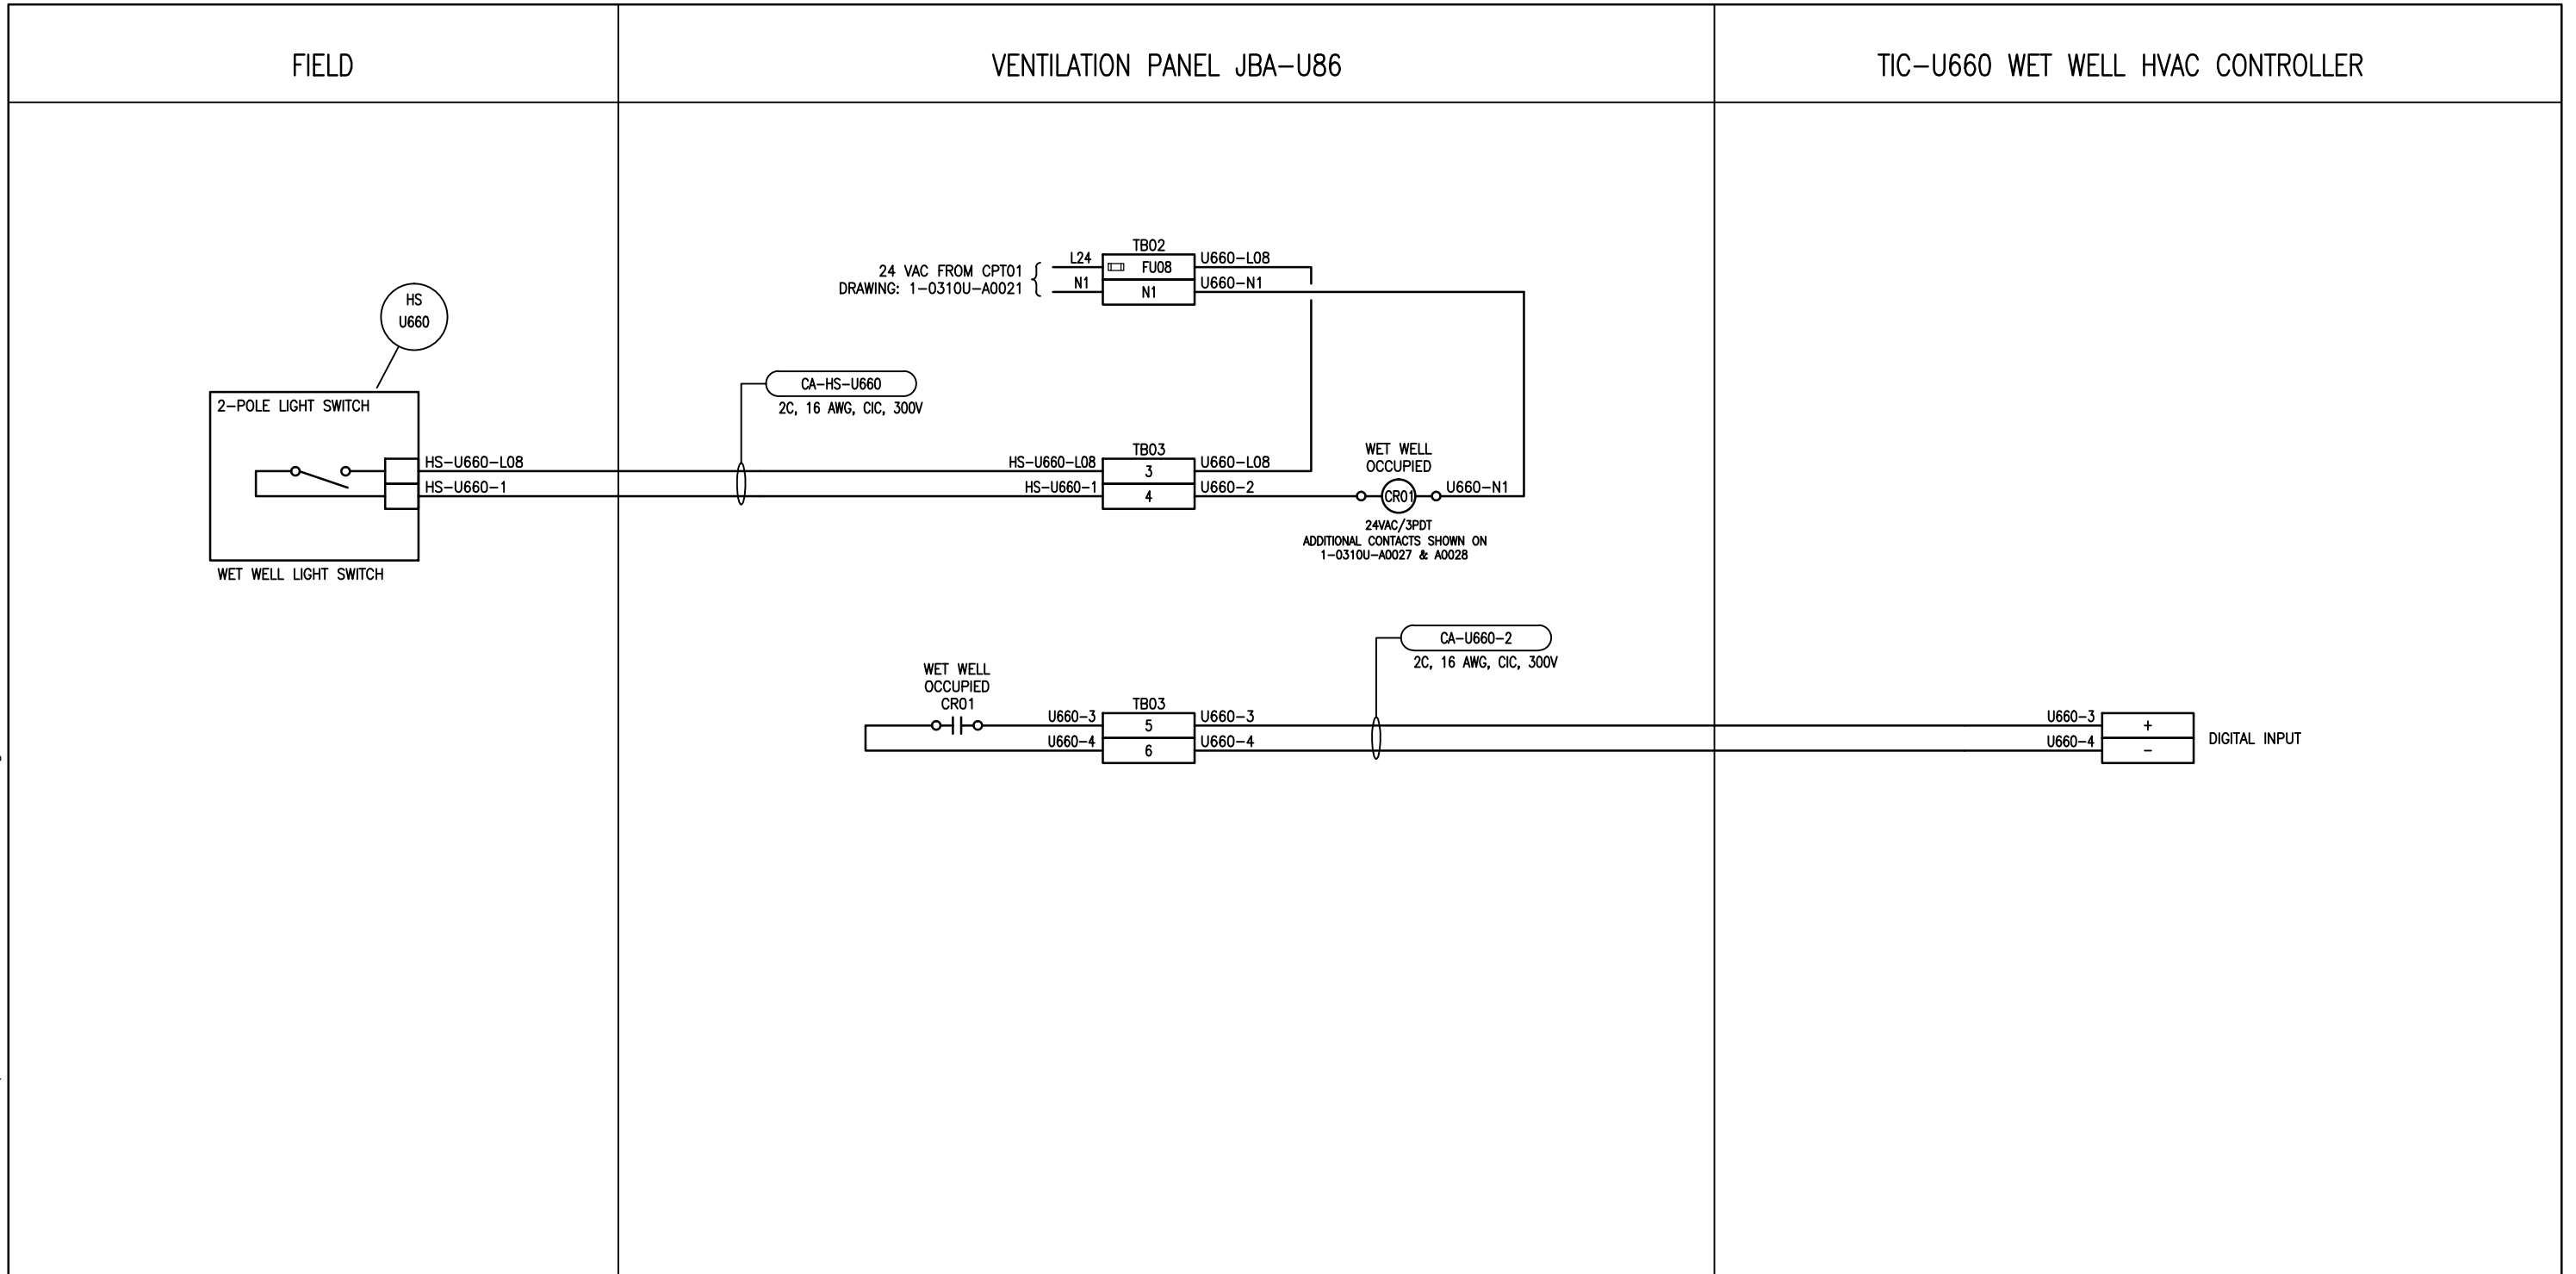 FIELD
VENTILATION PANEL JBA-U86
TIC-U660 WET WELL HVAC CONTROLLER
HS
U660
2-POLE LIGHT SWITCH
HS-U660-L08
HS-U660-1
WET WELL LIGHT SWITCH
24 VAC FROM CPT01
DRAWING: 1-0310U-A0021
L24
N1
TB02
FU08
N1
U660-L08
U660-N1
CA-HS-U660
2C, 16 AWG, CIC, 300V
HS-U660-L08
HS-U660-1
TB03
3
4
U660-L08
U660-2
WET WELL
OCCUPIED
CR01
U660-N1
24VAC/3PDT
ADDITIONAL CONTACTS SHOWN ON
1-0310U-A0027 & A0028
CA-U660-2
2C, 16 AWG, CIC, 300V
WET WELL
OCCUPIED
CR01
U660-3
U660-4
TB03
5
6
U660-3
U660-4
U660-3
U660-4
+
-
DIGITAL INPUT